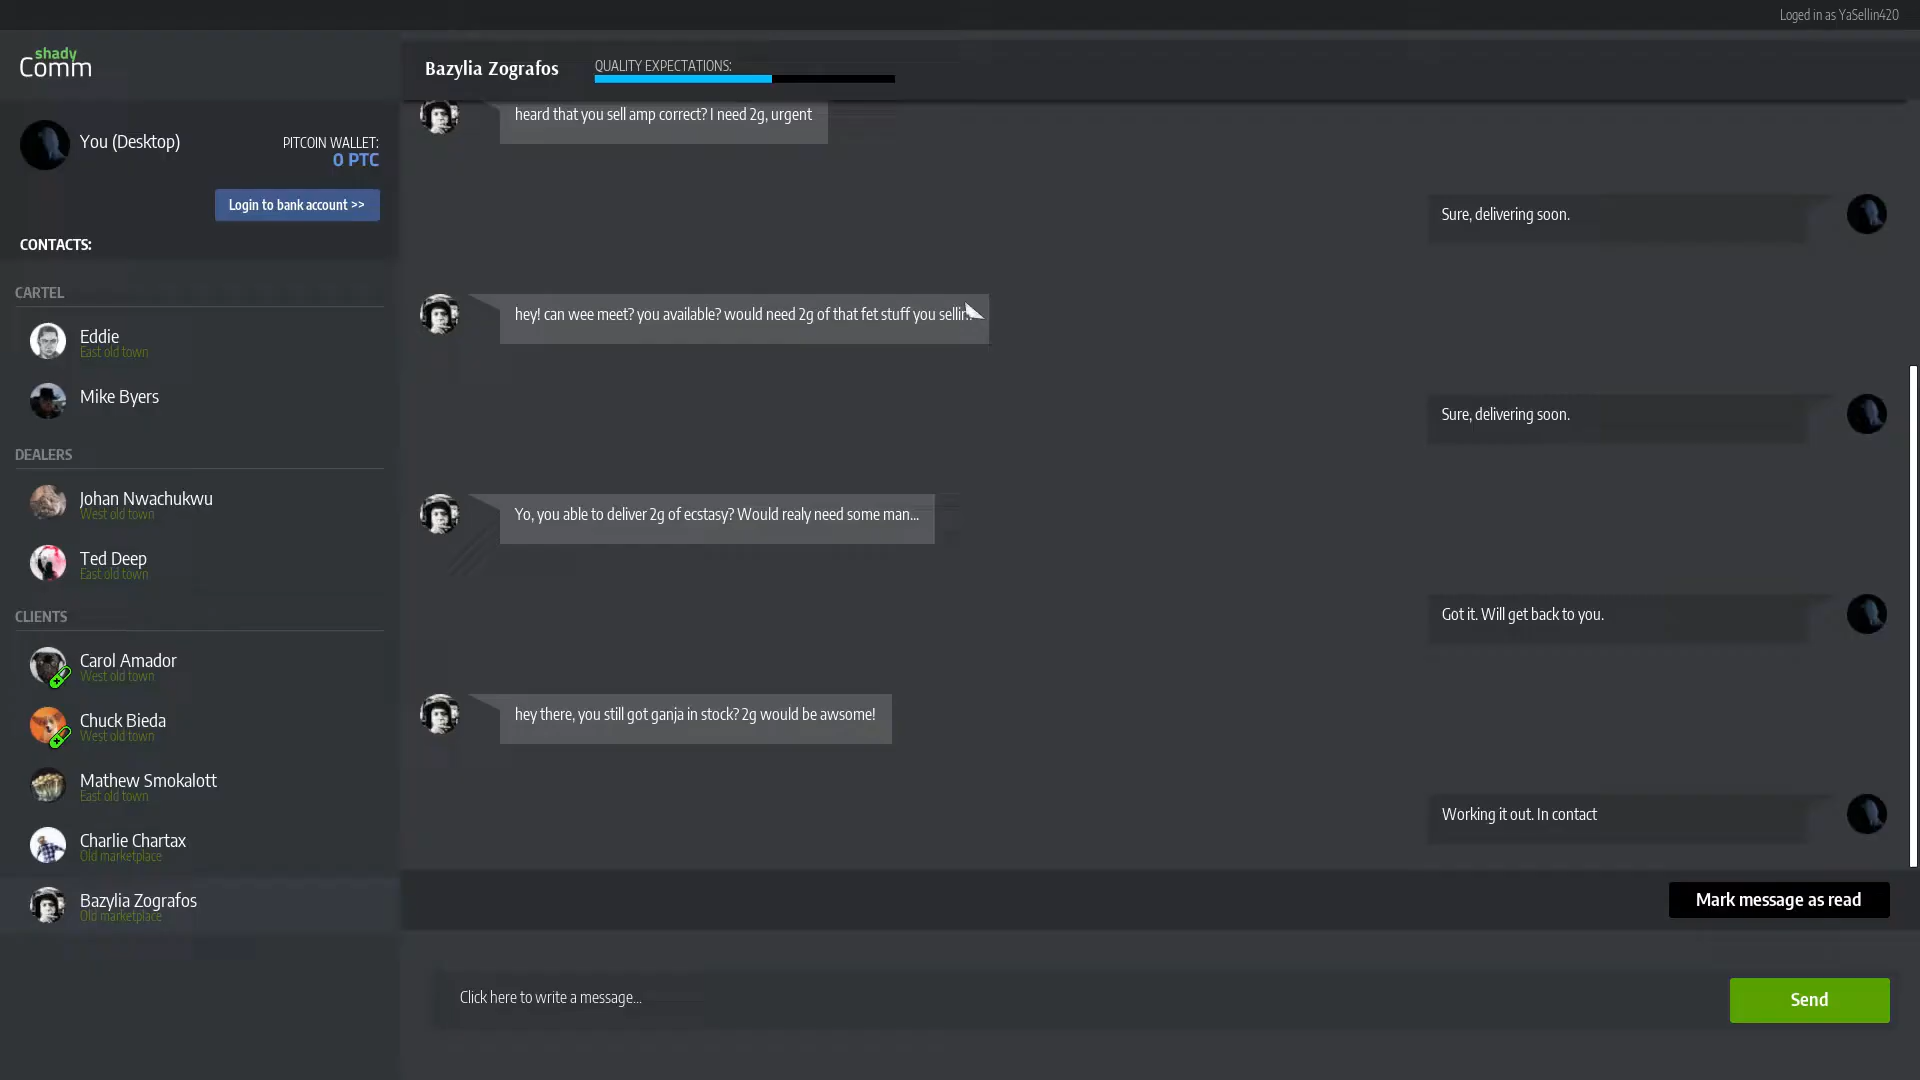 Loged in as YaSellin420
shady
Comm
Bazylia Zografos
QUALITY EXPECTATIONS:
You (Desktop)
PITCOIN WALLET:
0 PTC
Login to bank account >>
CONTACTS:
CARTEL
Eddie
East old town
Mike Byers
DEALERS
Johan Nwachukwu
West old town
Ted Deep
East old town
CLIENTS
Carol Amador
West old town
Chuck Bieda
West old town
Mathew Smokalott
East old town
Charlie Chartax
Old marketplace
Bazylia Zografos
Old marketplace
heard that you sell amp correct? I need 2g, urgent
Sure, delivering soon.
hey! can wee meet? you available? would need 2g of that fet stuff you
Sure, delivering soon.
Yo, you able to deliver 2g of ecstasy? Would realy need some man...
Got it. Will get back to you.
hey there, you still got ganja in stock? 2g would be awsome!
Working it out. In contact
Mark message as read
Click here to write a message...
Send